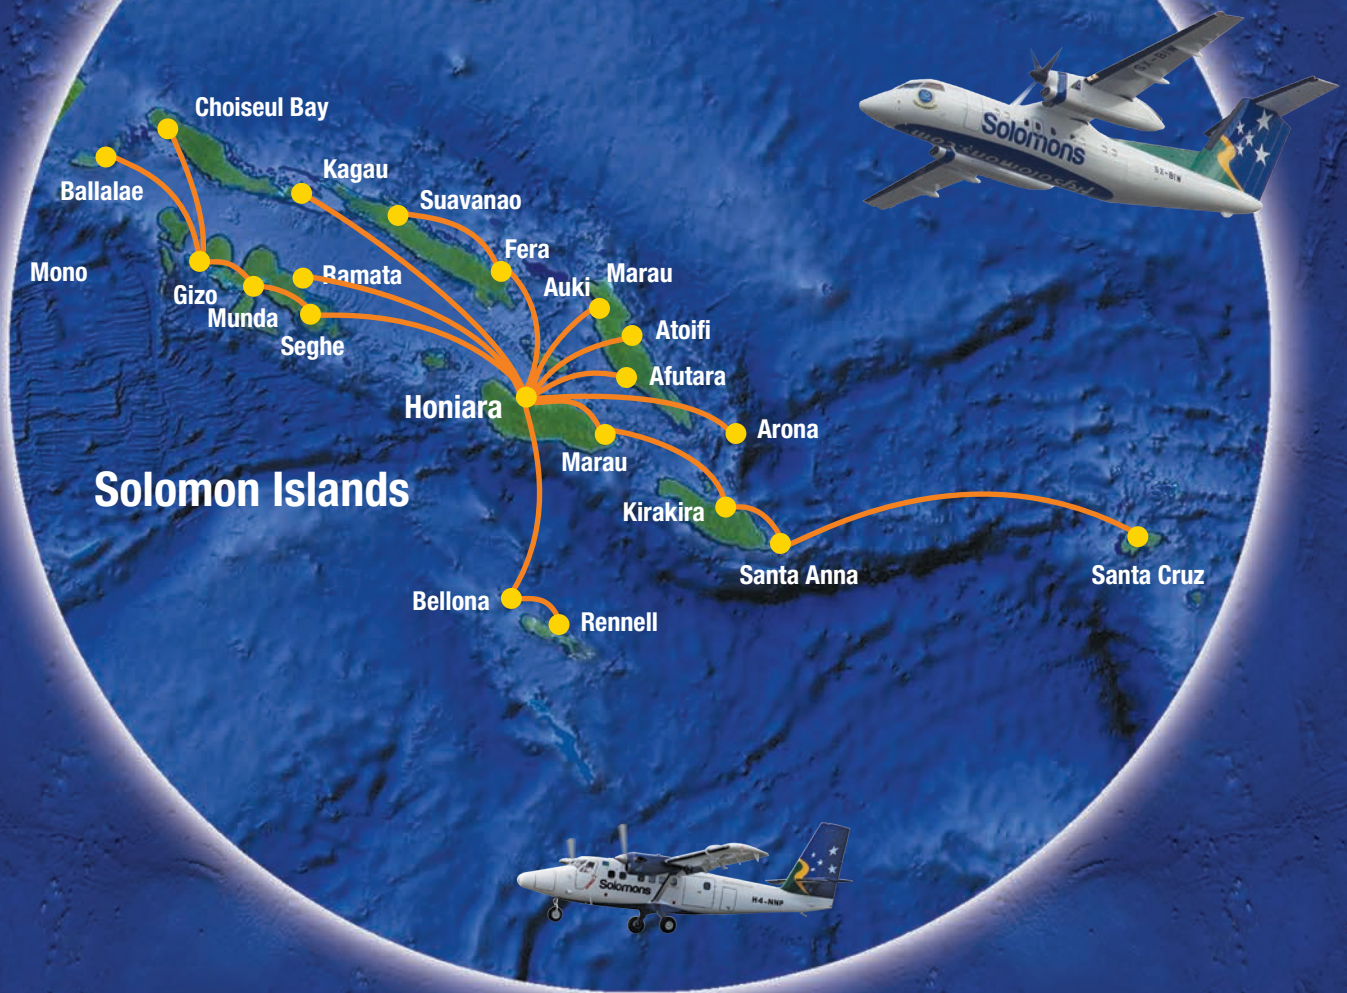 Choiseul Bay
Kagau
Ballalae
Suavanao
Fera
Mono
Ramata
Auki
Marau
Gizo
Munda
Seghe
Atoifi
Afutara
Honiara
Arona
Marau
Solomon Islands
Kirakira
Santa Anna
Santa Cruz
Bellona
Rennell
Solomons
Solomons
H4-NNP